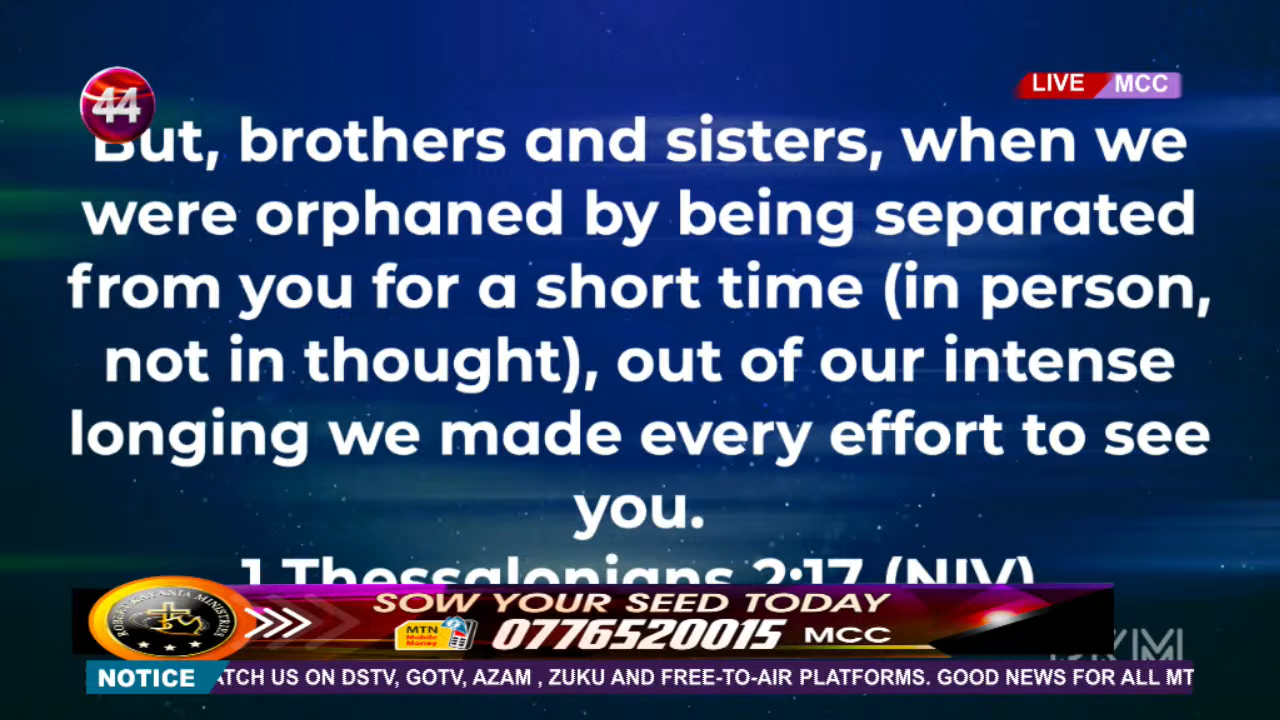 44
LIVE MCC
But, brothers and sisters, when we
were orphaned by being separated
from you for a short time (in person,
not in thought), out of our intense
longing we made every effort to see
you.
1 Thessalonians 2:17 (NIV)
ROBERT KAYANJA MINISTRIES
SOW YOUR SEED TODAY
MTN
Mobile
Money
0776520015 MCC
NOTICE
ATCH US ON DSTV, GOTV, AZAM , ZUKU AND FREE-TO-AIR PLATFORMS. GOOD NEWS FOR ALL MT